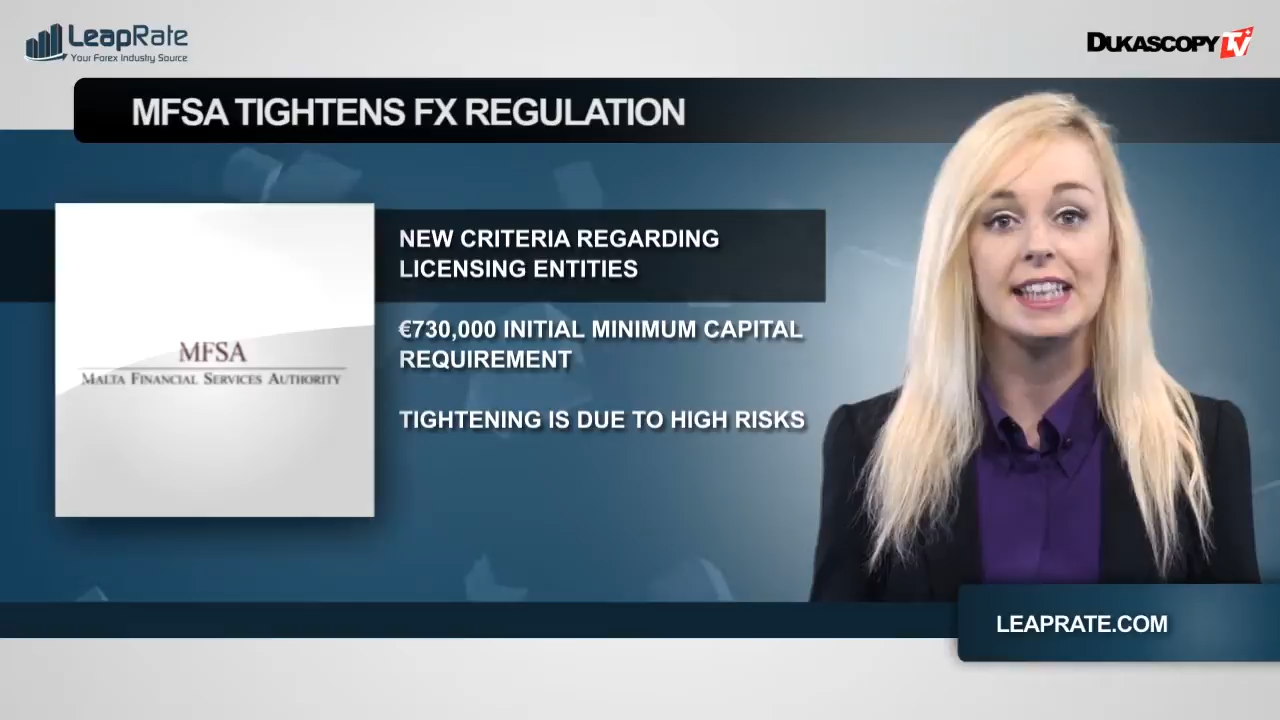 LeapRate
Your Forex Industry Source
DUKASCOPY TV
MFSA TIGHTENS FX REGULATION
MFSA
MALTA FINANCIAL SERVICES AUTHORITY
NEW CRITERIA REGARDING
LICENSING ENTITIES
€730,000 INITIAL MINIMUM CAPITAL
REQUIREMENT
TIGHTENING IS DUE TO HIGH RISKS
LEAPRATE.COM